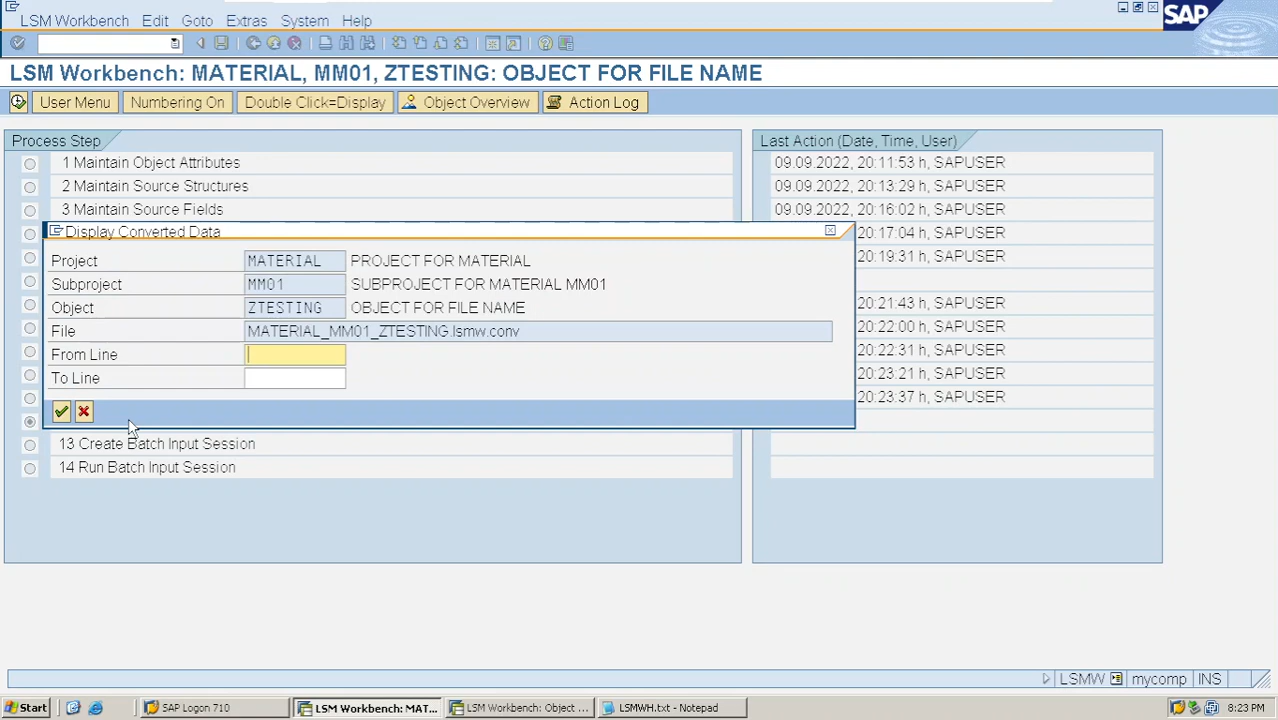 LSM Workbench Edit Goto Extras System Help
SAP
LSM Workbench: MATERIAL, MM01, ZTESTING: OBJECT FOR FILE NAME
User Menu Numbering On Double Click=Display Object Overview Action Log
Process Step Last Action (Date, Time, User)
1 Maintain Object Attributes 09.09.2022, 20:11:53 h, SAPUSER
2 Maintain Source Structures 09.09.2022, 20:13:29 h, SAPUSER
3 Maintain Source Fields 09.09.2022, 20:16:02 h, SAPUSER
Display Converted Data 20:17:04 h, SAPUSER
Project MATERIAL PROJECT FOR MATERIAL 20:19:31 h, SAPUSER
Subproject MM01 SUBPROJECT FOR MATERIAL MM01
Object ZTESTING OBJECT FOR FILE NAME 20:21:43 h, SAPUSER
File MATERIAL_MM01_ZTESTING.lsmw.conv 20:22:00 h, SAPUSER
From Line 20:22:31 h, SAPUSER
To Line 20:23:37 h, SAPUSER
20:23:37 h, SAPUSER
13 Create Batch Input Session
14 Run Batch Input Session
LSMW mycomp INS
Start SAP Logon 710 LSM Workbench: MAT... LSM Workbench: Object ... LSMWH.txt - Notepad 8:23 PM